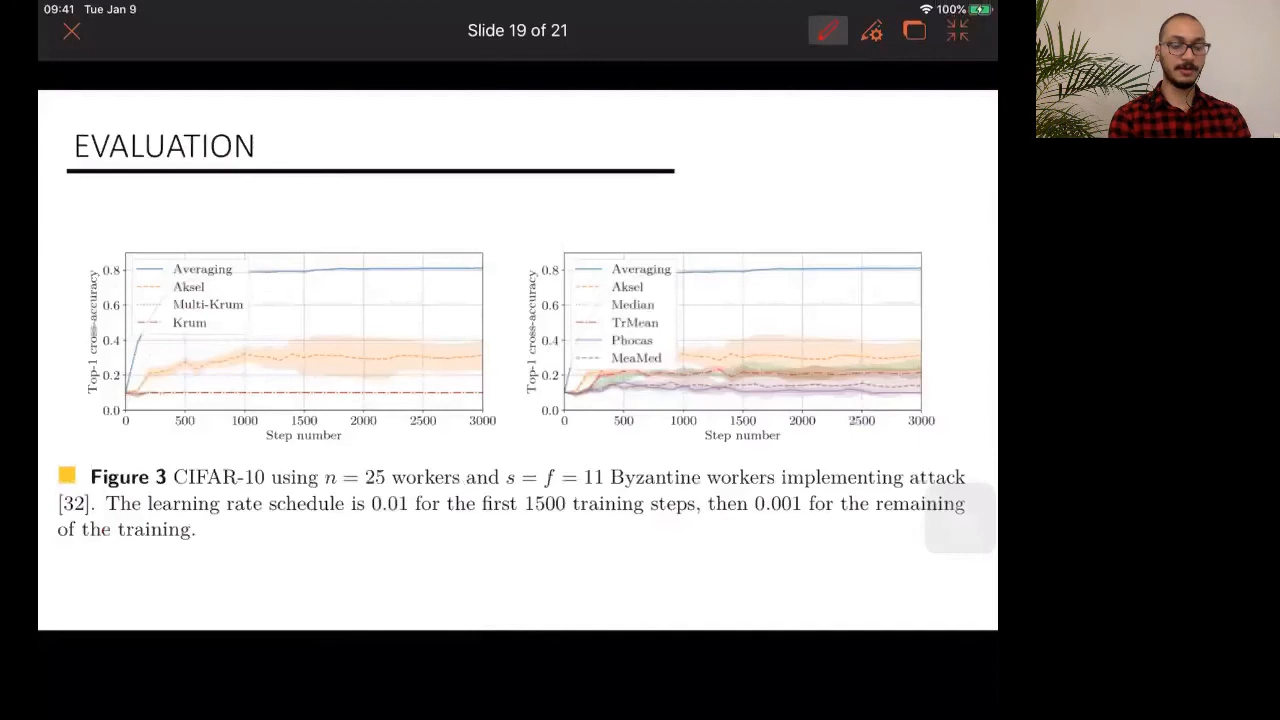 09:41 Tue Jan 9
100%
Slide 19 of 21
EVALUATION
Top-1 cross-accuracy
0.8
0.6
0.4
0.2
0.0
Averaging
Aksel
Multi-Krum
Krum
0 500 1000 1500 2000 2500 3000
Step number
Top-1 cross-accuracy
0.8
0.6
0.4
0.2
0.0
Averaging
Aksel
Median
TrMean
Phocas
MeaMed
0 500 1000 1500 2000 2500 3000
Step number
Figure 3 CIFAR-10 using n = 25 workers and s = f = 11 Byzantine workers implementing attack
[32]. The learning rate schedule is 0.01 for the first 1500 training steps, then 0.001 for the remaining
of the training.